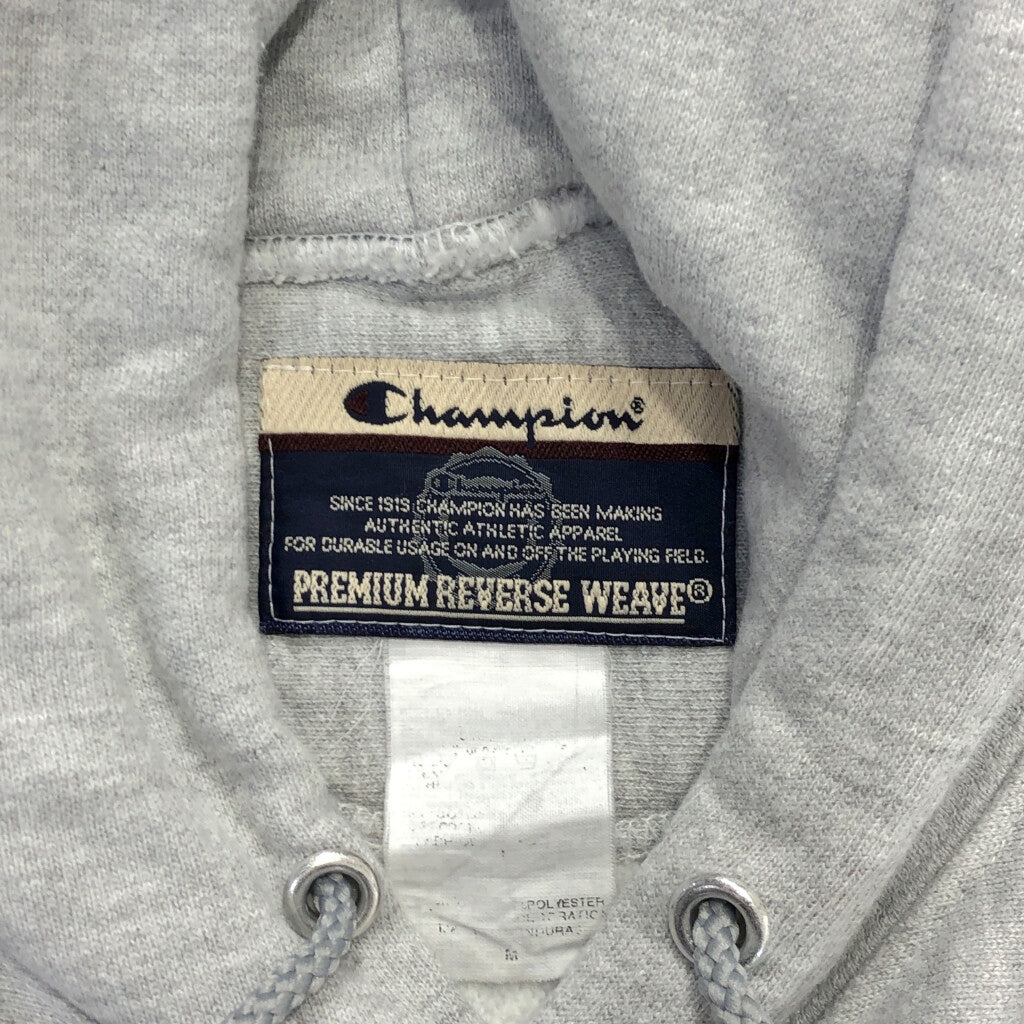 Champion®
SINCE 1919 CHAMPION HAS BEEN MAKING
AUTHENTIC ATHLETIC APPAREL
FOR DURABLE USAGE ON AND OFF THE PLAYING FIELD.
PREMIUM REVERSE WEAVE®
POLYESTER
M